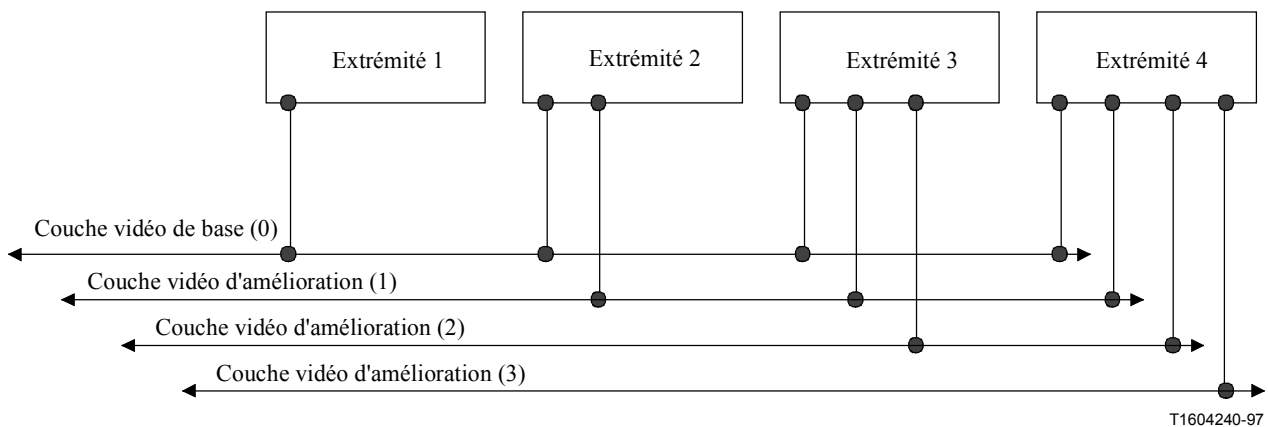 Extrémité 1
Extrémité 2
Extrémité 3
Extrémité 4
Couche vidéo de base (0)
Couche vidéo d'amélioration (1)
Couche vidéo d'amélioration (2)
Couche vidéo d'amélioration (3)
T1604240-97